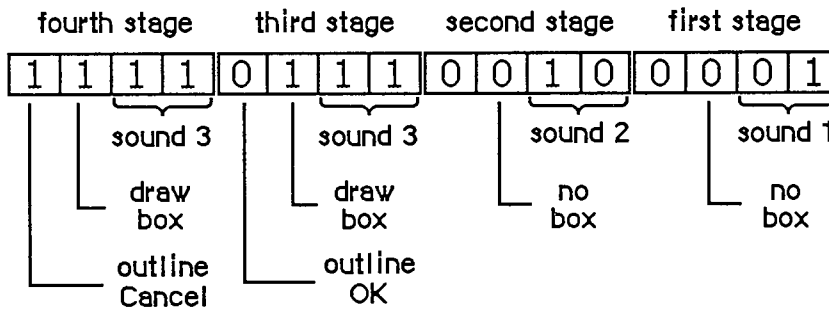 fourth stage third stage second stage first stage
1 1 1 1 0 1 1 1 0 0 1 0 0 0 0 1
sound 3 sound 3 sound 2 sound 1
draw box draw box no box no box
outline Cancel outline OK